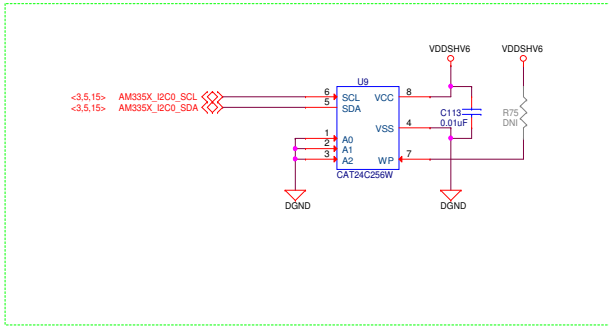 VDDSHV6 VDDSHV6
U9
<3,5,15> AM335X_I2C0_SCL 6 SCL VCC 8
<3,5,15> AM335X_I2C0_SDA 5 SDA
C113 R75
0.01uF DNI
VSS 4
1 A0
2 A1
3 A2 WP 7
CAT24C256W
DGND DGND